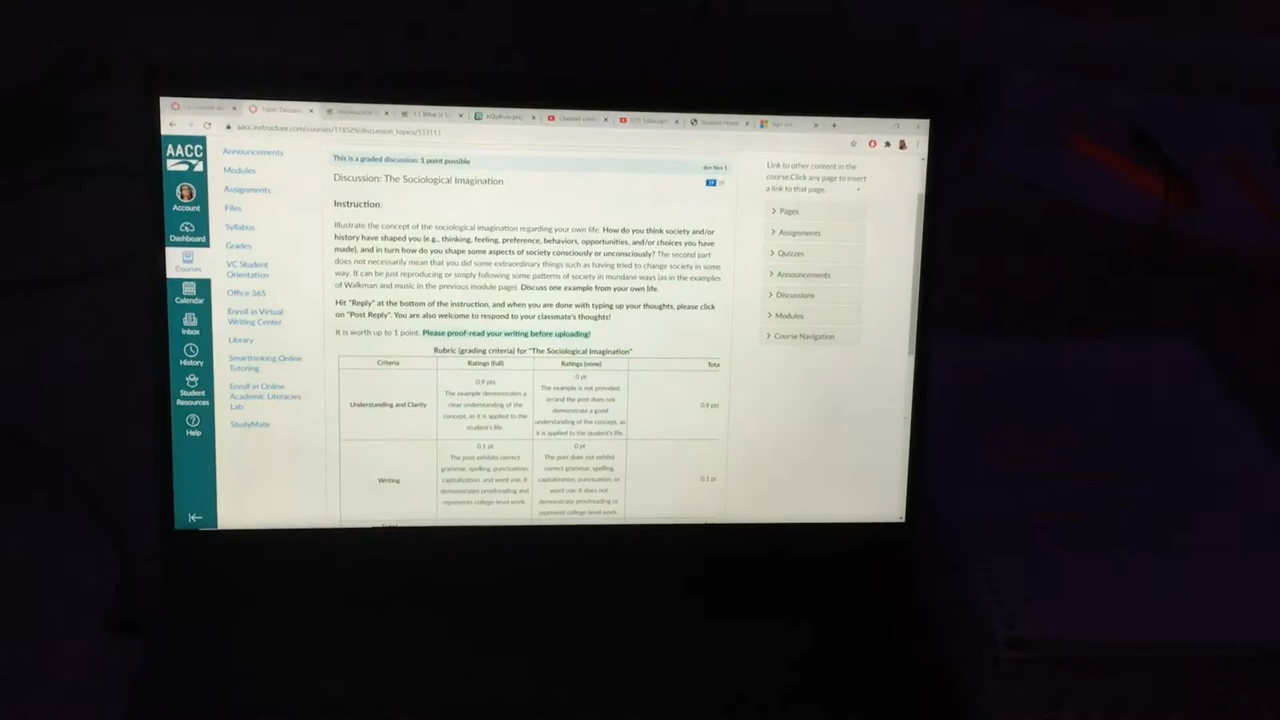 aacc.instructure.com/courses/
AACC
Account
Dashboard
Courses
Calendar
Inbox
History
Student
Resources
Help
Announcements
Modules
Assignments
Files
Syllabus
Grades
VC Student
Orientation
Office 365
Enroll in Virtual
Writing Center
Library
Smarthinking Online
Tutoring
Enroll in Online
Academic Literacies
Lab
StudyMate
This is a graded discussion: 1 point possible
due Nov 1
Discussion: The Sociological Imagination
Instruction:
Illustrate the concept of the sociological imagination regarding your own life. How do you think society and/or
history have shaped you (e.g., thinking, feeling, preference, behaviors, opportunities, and/or choices you have
made), and in turn how do you shape some aspects of society consciously or unconsciously? The second part
does not necessarily mean that you did some extraordinary things such as having tried to change society in some
way. It can be just reproducing or simply following some patterns of society in mundane ways (as in the examples
of Walkman and music in the previous module page). Discuss one example from your own life.
Hit "Reply" at the bottom of the instruction, and when you are done with typing up your thoughts, please click
on "Post Reply". You are also welcome to respond to your classmate's thoughts!
It is worth up to 1 point. Please proof-read your writing before uploading!
Rubric (grading criteria) for "The Sociological Imagination"
Criteria
Ratings (full)
Ratings (none)
Tota
Understanding and Clarity
0.9 pts
The example demonstrates a
clear understanding of the
concept, as it is applied to the
student's life.
0 pt
The example is not provided,
or/and the post does not
demonstrate a good
understanding of the concept, as
it is applied to the student's life.
0.9 pts
Writing
0.1 pt
The post exhibits correct
grammar, spelling, punctuation,
capitalization, and word use. It
demonstrates proofreading and
represents college-level work.
0 pt
The post does not exhibit
correct grammar, spelling,
punctuation, capitalization, or
word use. It does not
demonstrate proofreading or
represent college-level work.
0.1 pt
Link to other content in the
course. Click any page to insert
a link to that page.
Pages
Assignments
Quizzes
Announcements
Discussions
Modules
Course Navigation